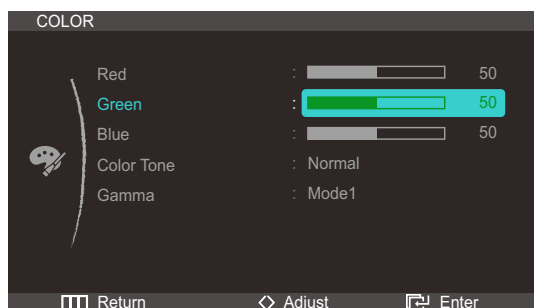 COLOR
Red : 50
Green : 50
Blue : 50
Color Tone : Normal
Gamma : Mode1
Return Adjust Enter